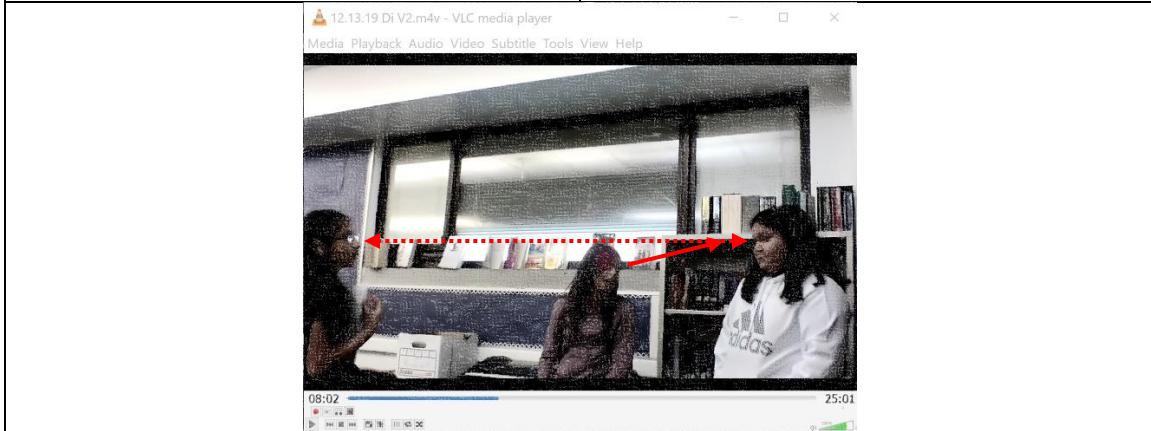 12.13.19 Di V2.m4v - VLC media player
Media Playback Audio Video Subtitle Tools View Help
adidas
08:02
25:01